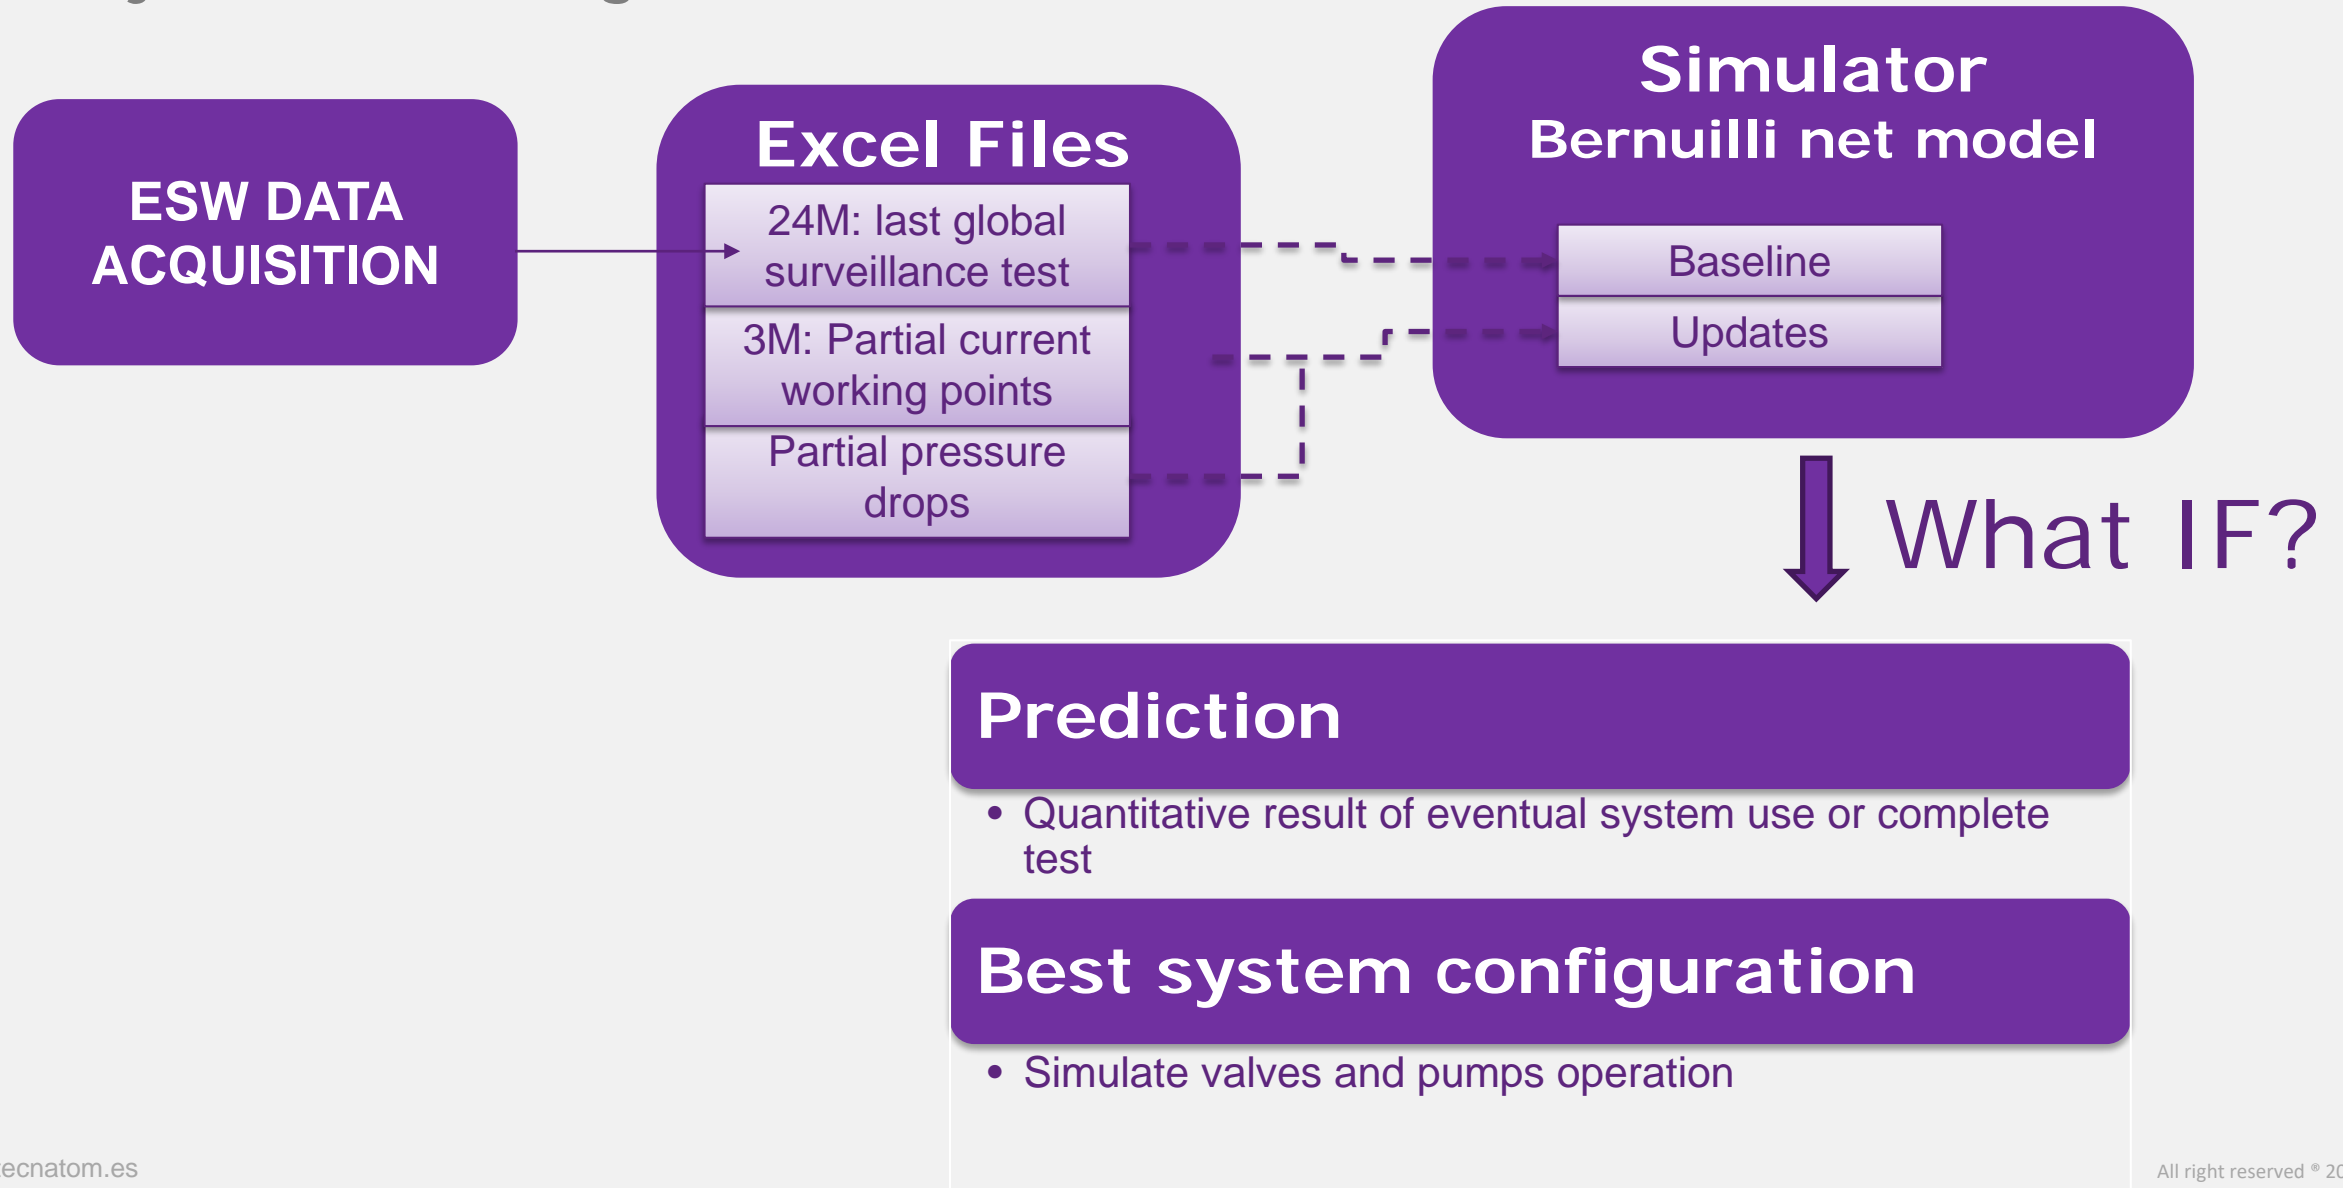 ESW DATA
ACQUISITION
Excel Files
24M: last global
surveillance test
3M: Partial current
working points
Partial pressure
drops
Simulator
Bernuilli net model
Baseline
Updates
What IF?
Prediction
• Quantitative result of eventual system use or complete
test
Best system configuration
• Simulate valves and pumps operation
ecnatom.es
All right reserved ® 20